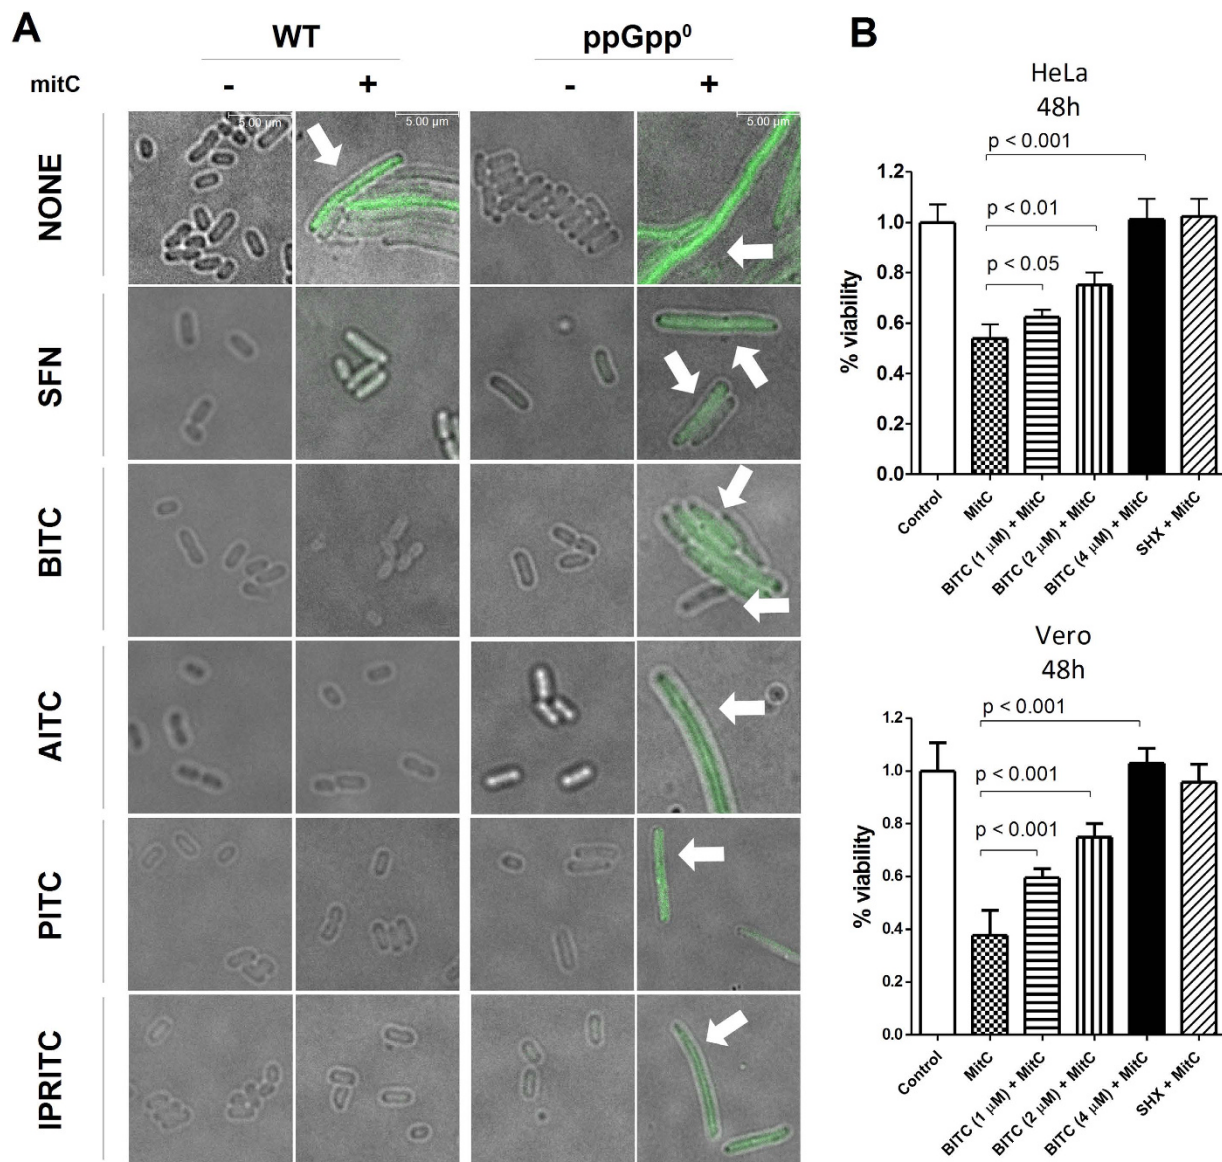 A
WT
ppGpp⁰
mitC
-
+
-
+
NONE
5.00 µm
5.00 µm
5.00 µm
SFN
BITC
AITC
PITC
IPRITC
B
HeLa
48h
p < 0.001
p < 0.01
p < 0.05
% viability
1.2
1.0
0.8
0.6
0.4
0.2
0.0
Control
MitC
BITC (1 µM) + MitC
BITC (2 µM) + MitC
BITC (4 µM) + MitC
SHX + MitC
Vero
48h
p < 0.001
p < 0.001
p < 0.001
% viability
1.2
1.0
0.8
0.6
0.4
0.2
0.0
Control
MitC
BITC (1 µM) + MitC
BITC (2 µM) + MitC
BITC (4 µM) + MitC
SHX + MitC